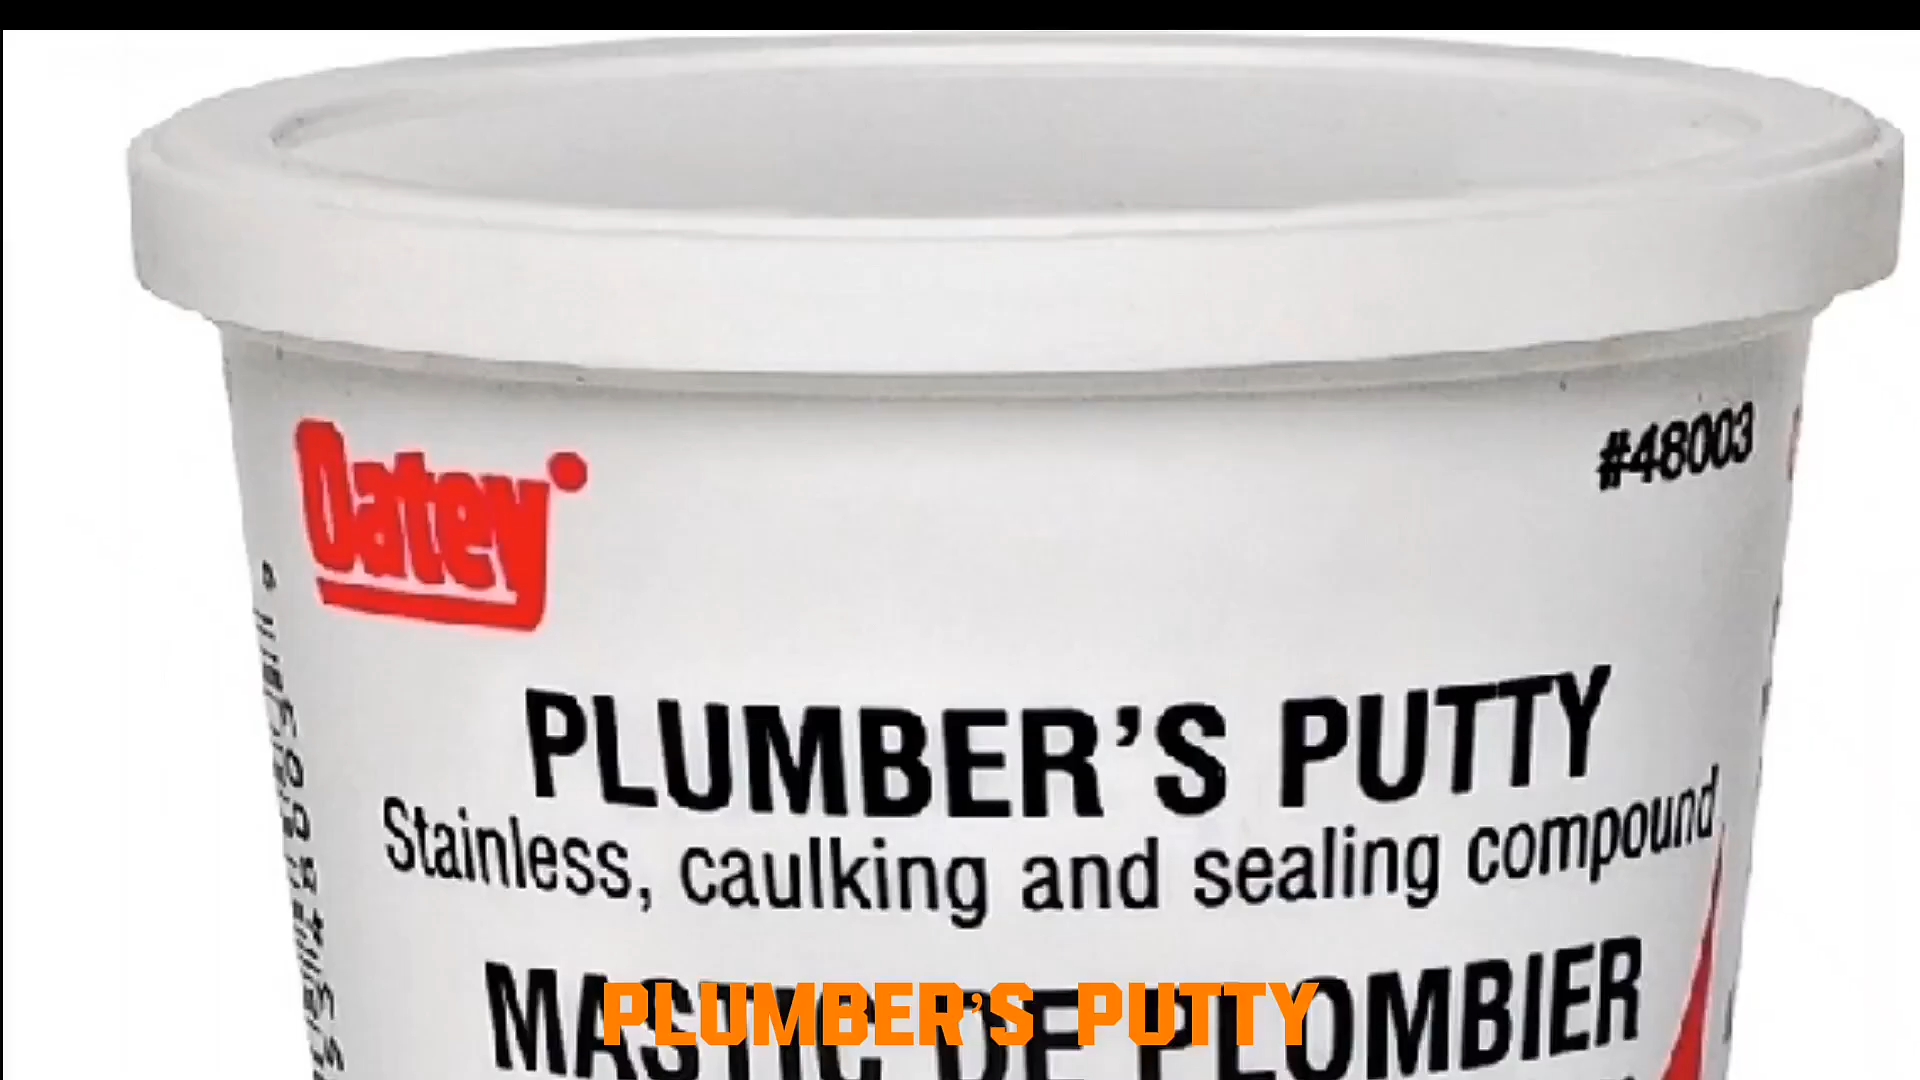 Oatey
#48003
PLUMBER'S PUTTY
Stainless, caulking and sealing compound
MASTIC DE PLOMBIER
PLUMBER'S PUTTY